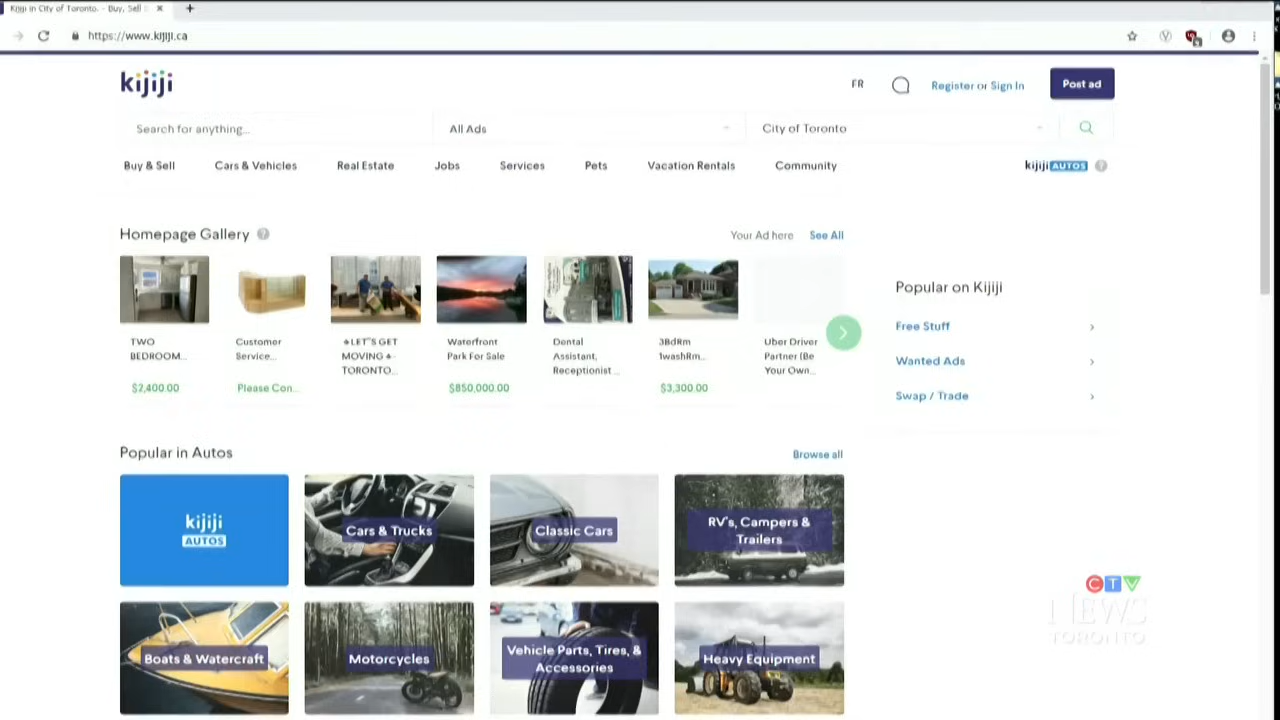 Kijiji in City of Toronto. - Buy, Sell
https://www.kijiji.ca
kijiji
FR
Register or Sign In
Post ad
Search for anything...
All Ads
City of Toronto
Buy & Sell
Cars & Vehicles
Real Estate
Jobs
Services
Pets
Vacation Rentals
Community
kijiji AUTOS
Homepage Gallery
Your Ad here
See All
TWO
BEDROOM...
$2,400.00
Customer
Service...
Please Con...
LET'S GET
MOVING
TORONTO...
Waterfront
Park For Sale
$850,000.00
Dental
Assistant,
Receptionist ...
3BdRm
1washRm...
$3,300.00
Uber Driver
Partner (Be
Your Own...
Popular on Kijiji
Free Stuff
Wanted Ads
Swap / Trade
Popular in Autos
Browse all
kijiji
AUTOS
Cars & Trucks
Classic Cars
RV's, Campers &
Trailers
Boats & Watercraft
Motorcycles
Vehicle Parts, Tires, &
Accessories
Heavy Equipment
CTV
NEWS
TORONTO